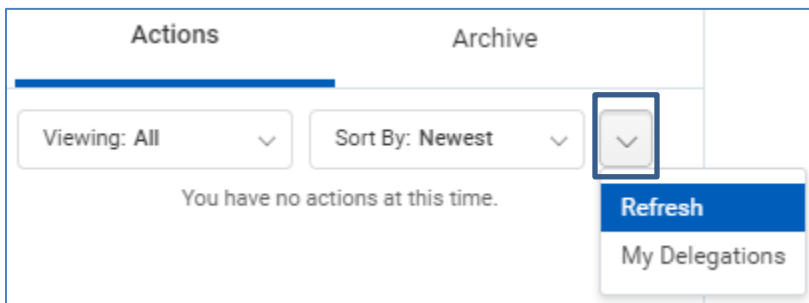 Actions Archive
Viewing: All Sort By: Newest
You have no actions at this time.
Refresh
My Delegations